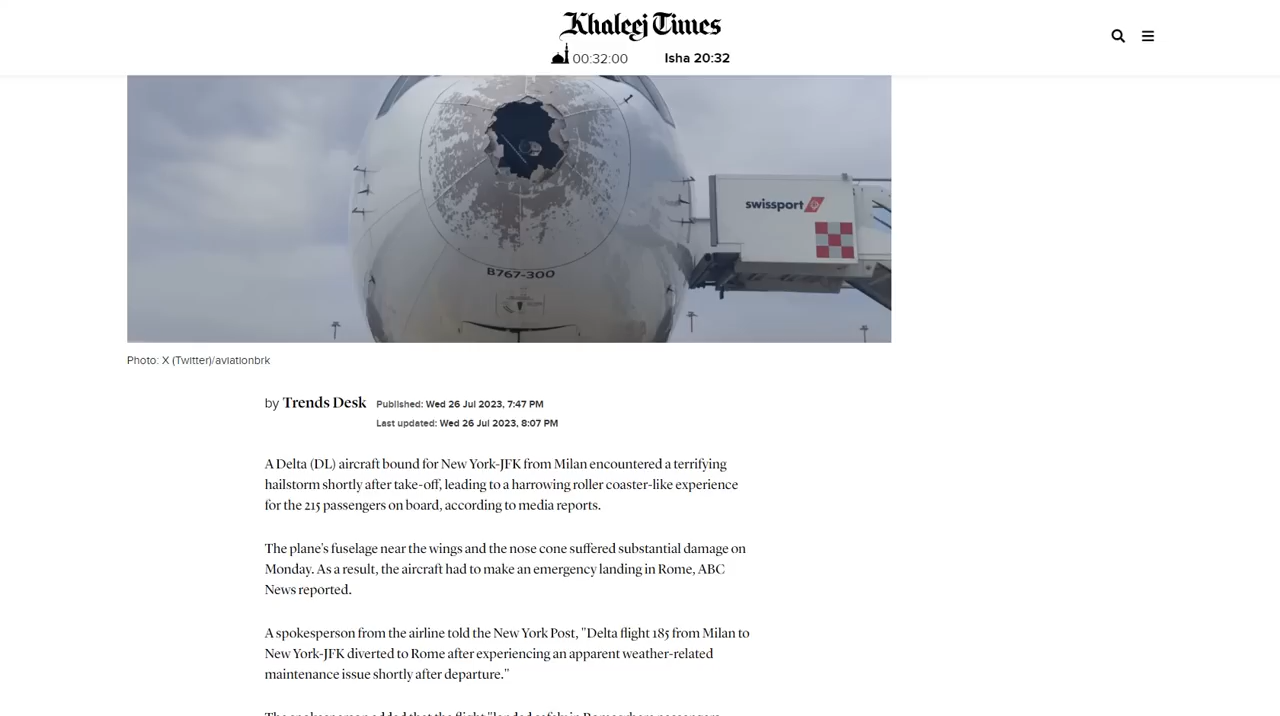 Khaleej Times
00:32:00 Isha 20:32
swissport
B767-300
Photo: X (Twitter)/aviationbrk
by Trends Desk Published: Wed 26 Jul 2023, 7:47 PM
Last updated: Wed 26 Jul 2023, 8:07 PM
A Delta (DL) aircraft bound for New York-JFK from Milan encountered a terrifying
hailstorm shortly after take-off, leading to a harrowing roller coaster-like experience
for the 215 passengers on board, according to media reports.
The plane's fuselage near the wings and the nose cone suffered substantial damage on
Monday. As a result, the aircraft had to make an emergency landing in Rome, ABC
News reported.
A spokesperson from the airline told the New York Post, "Delta flight 185 from Milan to
New York-JFK diverted to Rome after experiencing an apparent weather-related
maintenance issue shortly after departure."